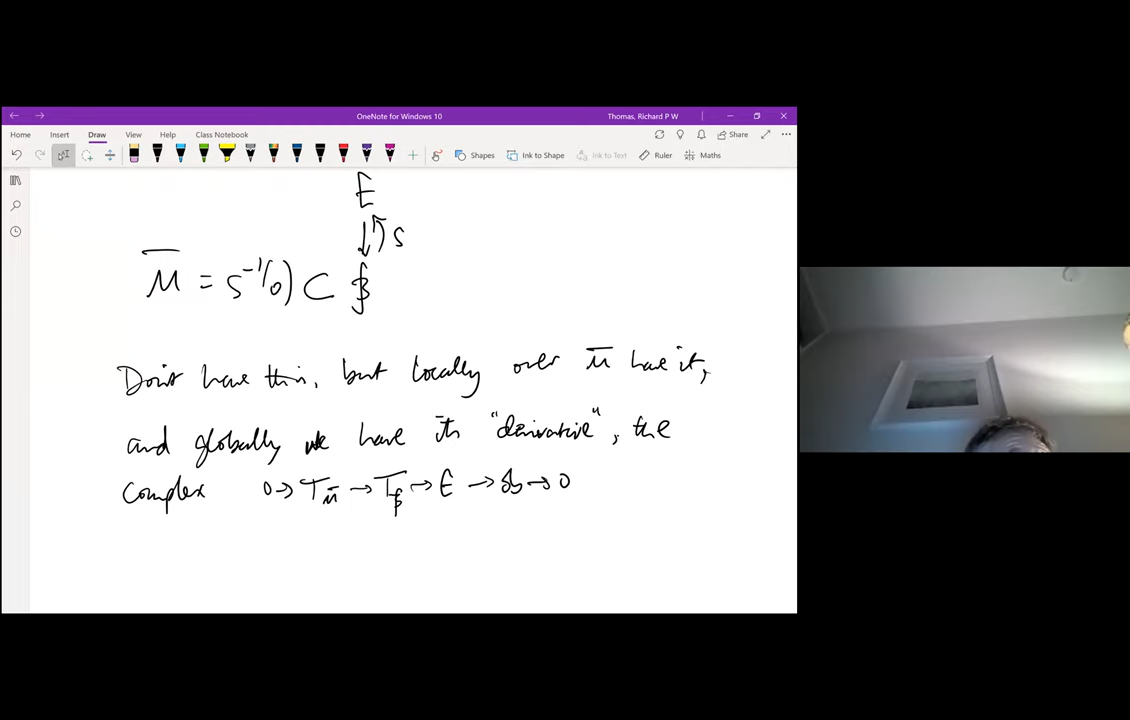 OneNote for Windows 10
Thomas, Richard P W
Home Insert Draw View Help Class Notebook
Share
Shapes Ink to Shape Ink to Text Ruler Maths
E
↓↑ s
M̄ = s⁻¹(0) ⊂ 𝓑
Don't have this, but locally over M̄ have it,
and globally we have its "derivative", the
complex 0 → T_M̄ → T_𝓑 → E → Ob → 0